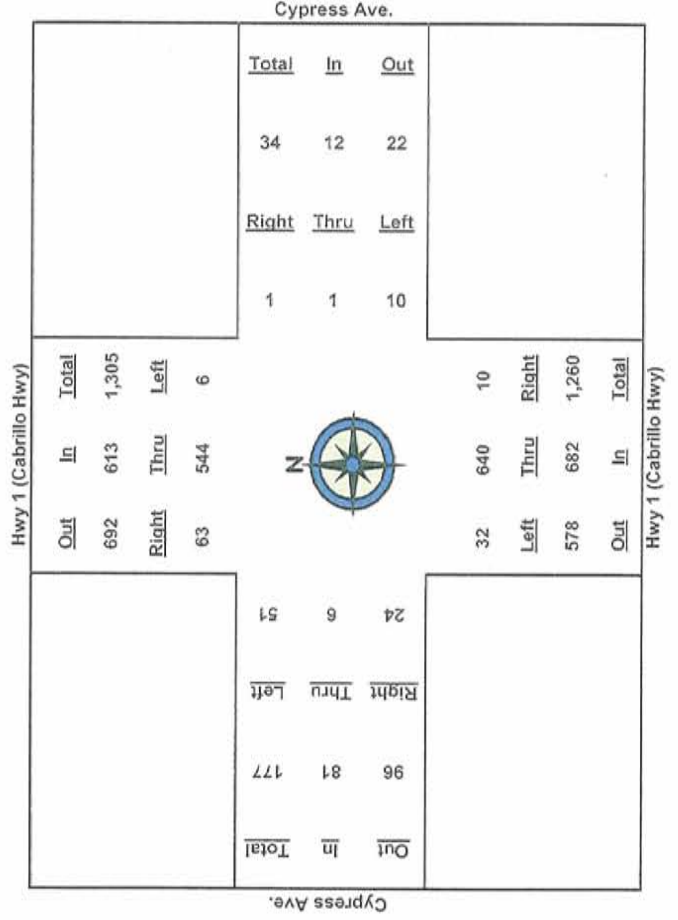 Cypress Ave.
Total In Out
34 12 22
Right Thru Left
1 1 10
Hwy 1 (Cabrillo Hwy)
Out In Total
692 613 1,305
Right Thru Left
63 544 6
N
32 640 10
Left Thru Right
578 682 1,260
Out In Total
Hwy 1 (Cabrillo Hwy)
Cypress Ave.
Out In Total
96 81 177
Right Thru Left
24 6 51